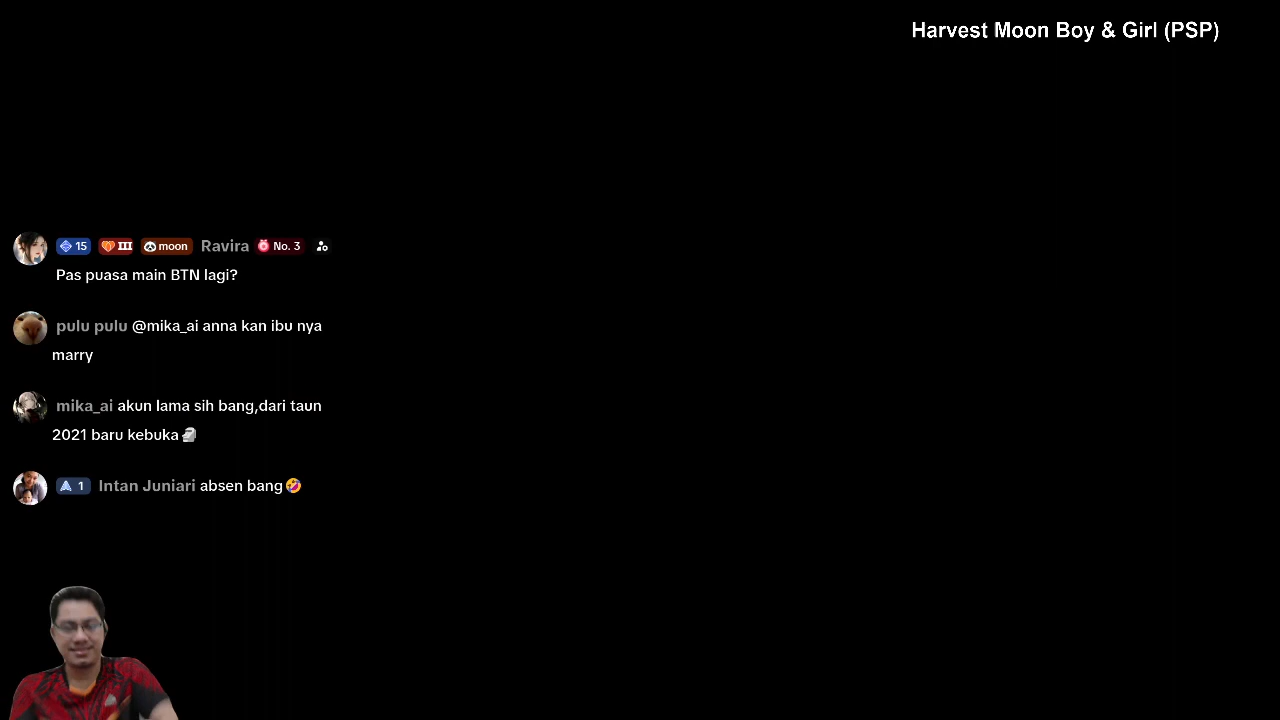 Harvest Moon Boy & Girl (PSP)
15 III moon Ravira No. 3
Pas puasa main BTN lagi?
pulu pulu @mika_ai anna kan ibu nya
marry
mika_ai akun lama sih bang,dari taun
2021 baru kebuka🗿
1 Intan Juniari absen bang🤣